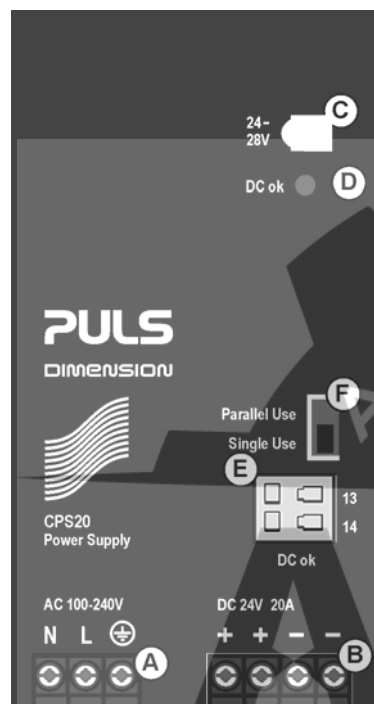 C
24–
28V
DC ok
D
PULS
DIMENSION
F
Parallel Use
Single Use
E
13
14
CPS20
Power Supply
DC ok
AC 100-240V
DC 24V 20A
N L
+ + – –
A
B